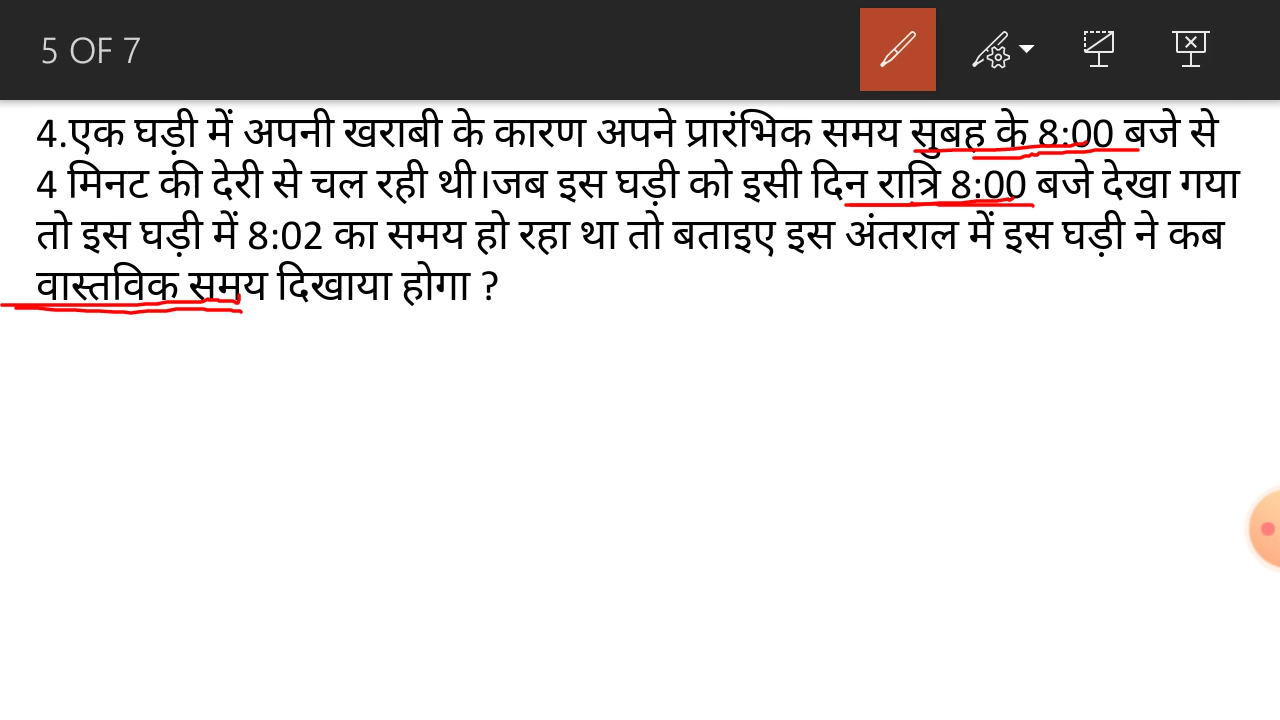 5 OF 7
4.एक घड़ी में अपनी खराबी के कारण अपने प्रारंभिक समय सुबह के 8:00 बजे से
4 मिनट की देरी से चल रही थी।जब इस घड़ी को इसी दिन रात्रि 8:00 बजे देखा गया
तो इस घड़ी में 8:02 का समय हो रहा था तो बताइए इस अंतराल में इस घड़ी ने कब
वास्तविक समय दिखाया होगा ?